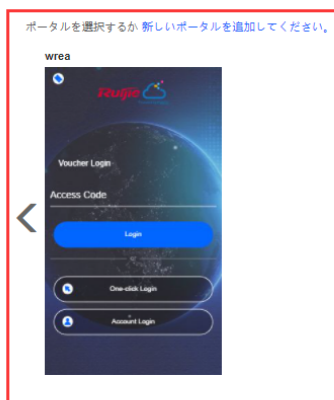 ポータルを選択するか 新しいポータルを追加してください。
wrea
Ruijie
Voucher Login
Access Code
Login
One-click Login
Account Login